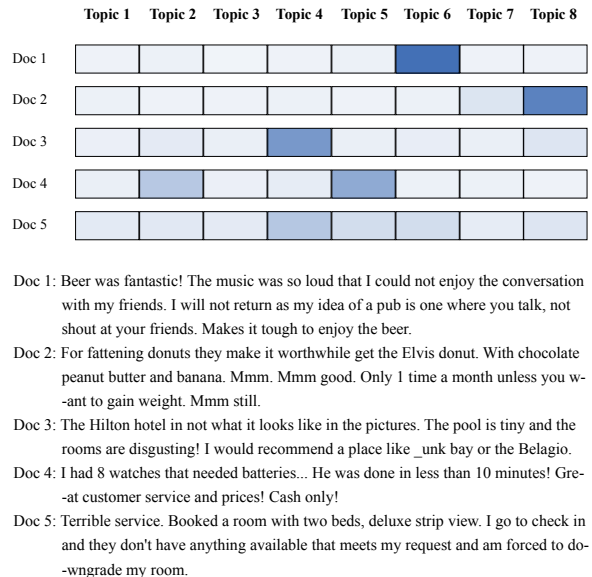 Topic 1 Topic 2 Topic 3 Topic 4 Topic 5 Topic 6 Topic 7 Topic 8
Doc 1
Doc 2
Doc 3
Doc 4
Doc 5
Doc 1: Beer was fantastic! The music was so loud that I could not enjoy the conversation
with my friends. I will not return as my idea of a pub is one where you talk, not
shout at your friends. Makes it tough to enjoy the beer.
Doc 2: For fattening donuts they make it worthwhile get the Elvis donut. With chocolate
peanut butter and banana. Mmm. Mmm good. Only 1 time a month unless you w-
-ant to gain weight. Mmm still.
Doc 3: The Hilton hotel in not what it looks like in the pictures. The pool is tiny and the
rooms are disgusting! I would recommend a place like _unk bay or the Belagio.
Doc 4: I had 8 watches that needed batteries... He was done in less than 10 minutes! Gre-
-at customer service and prices! Cash only!
Doc 5: Terrible service. Booked a room with two beds, deluxe strip view. I go to check in
and they don't have anything available that meets my request and am forced to do-
-wngrade my room.